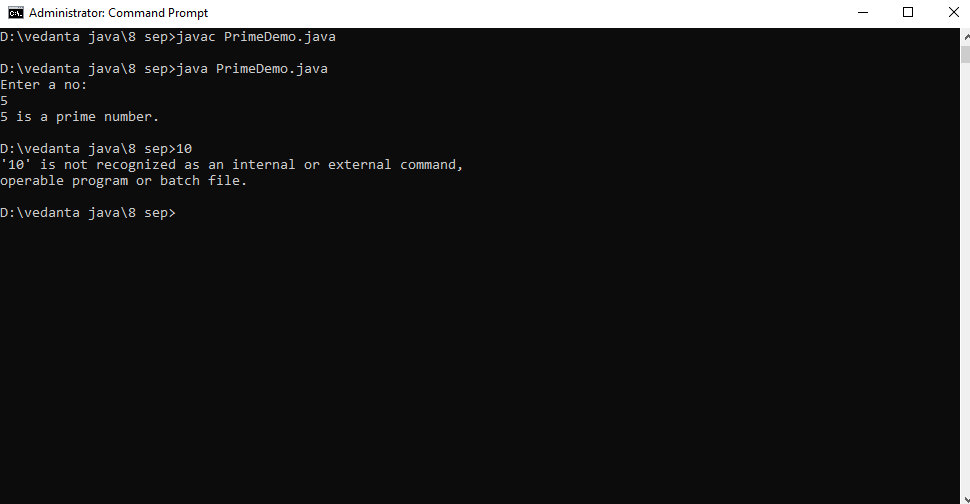 Administrator: Command Prompt
D:\vedanta java\8 sep>javac PrimeDemo.java
D:\vedanta java\8 sep>java PrimeDemo.java
Enter a no:
5
5 is a prime number.
D:\vedanta java\8 sep>10
'10' is not recognized as an internal or external command,
operable program or batch file.
D:\vedanta java\8 sep>